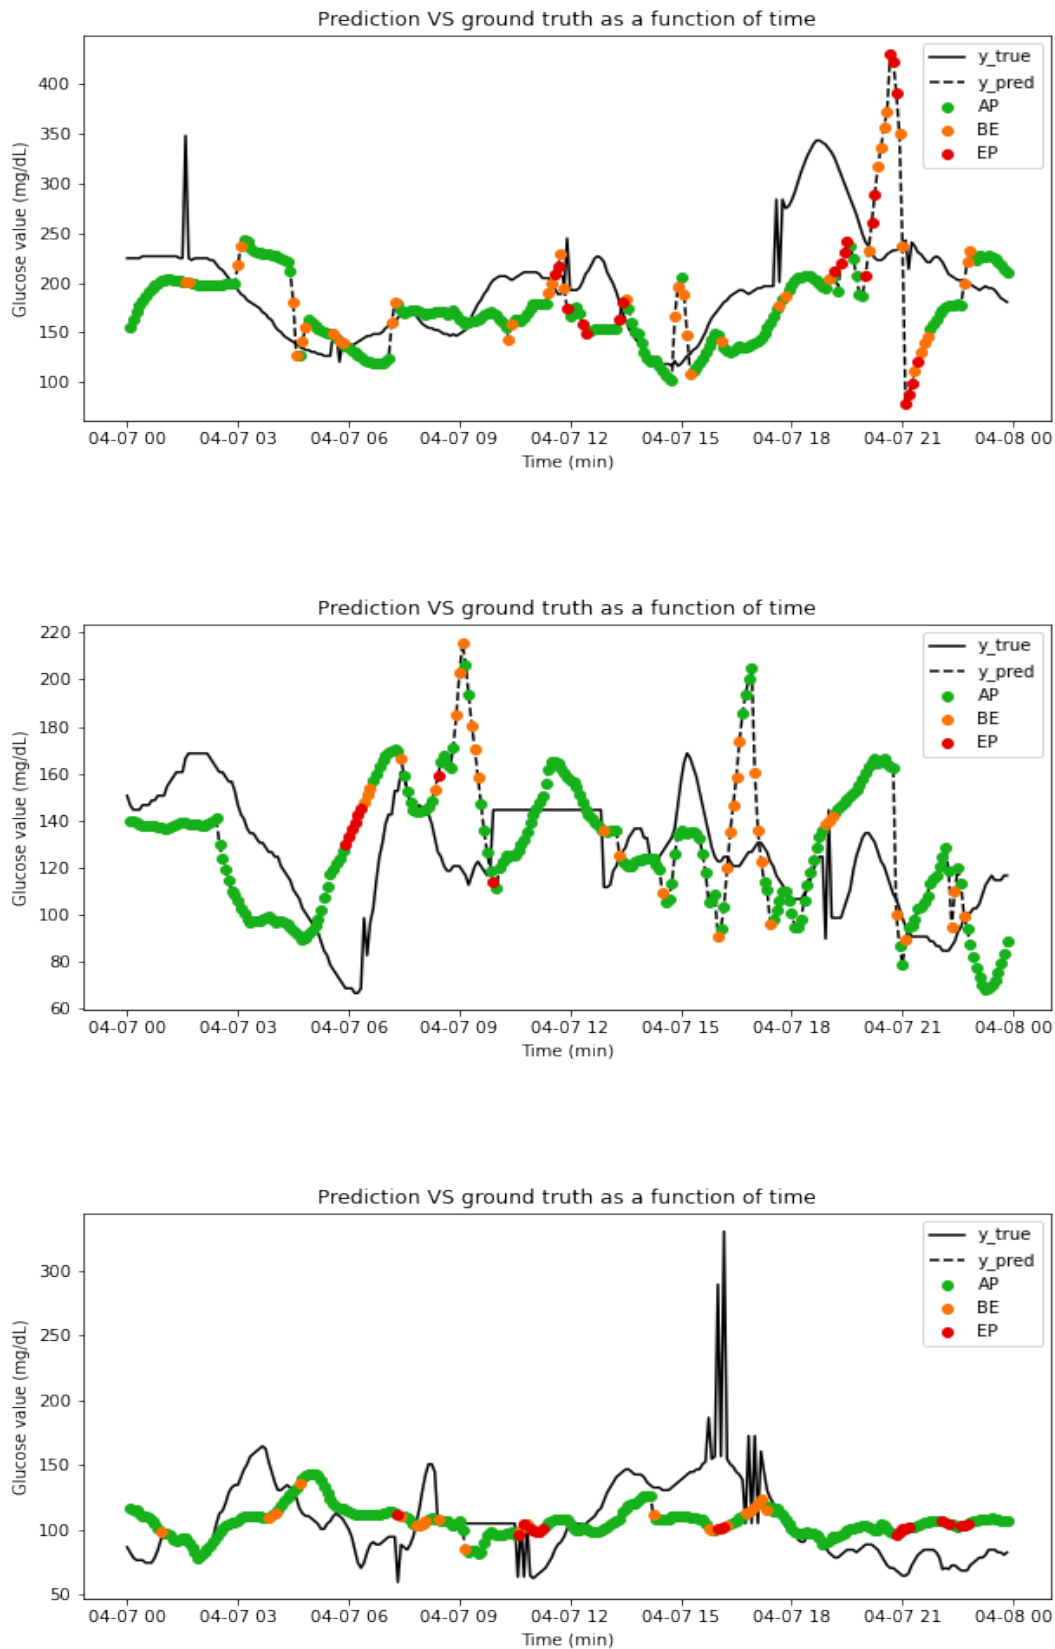 Prediction VS ground truth as a function of time
y_true
y_pred
AP
BE
EP
400
350
300
250
200
150
100
Glucose value (mg/dL)
04-07 00 04-07 03 04-07 06 04-07 09 04-07 12 04-07 15 04-07 18 04-07 21 04-08 00
Time (min)
Prediction VS ground truth as a function of time
y_true
y_pred
AP
BE
EP
220
200
180
160
140
120
100
80
60
Glucose value (mg/dL)
04-07 00 04-07 03 04-07 06 04-07 09 04-07 12 04-07 15 04-07 18 04-07 21 04-08 00
Time (min)
Prediction VS ground truth as a function of time
y_true
y_pred
AP
BE
EP
300
250
200
150
100
50
Glucose value (mg/dL)
04-07 00 04-07 03 04-07 06 04-07 09 04-07 12 04-07 15 04-07 18 04-07 21 04-08 00
Time (min)